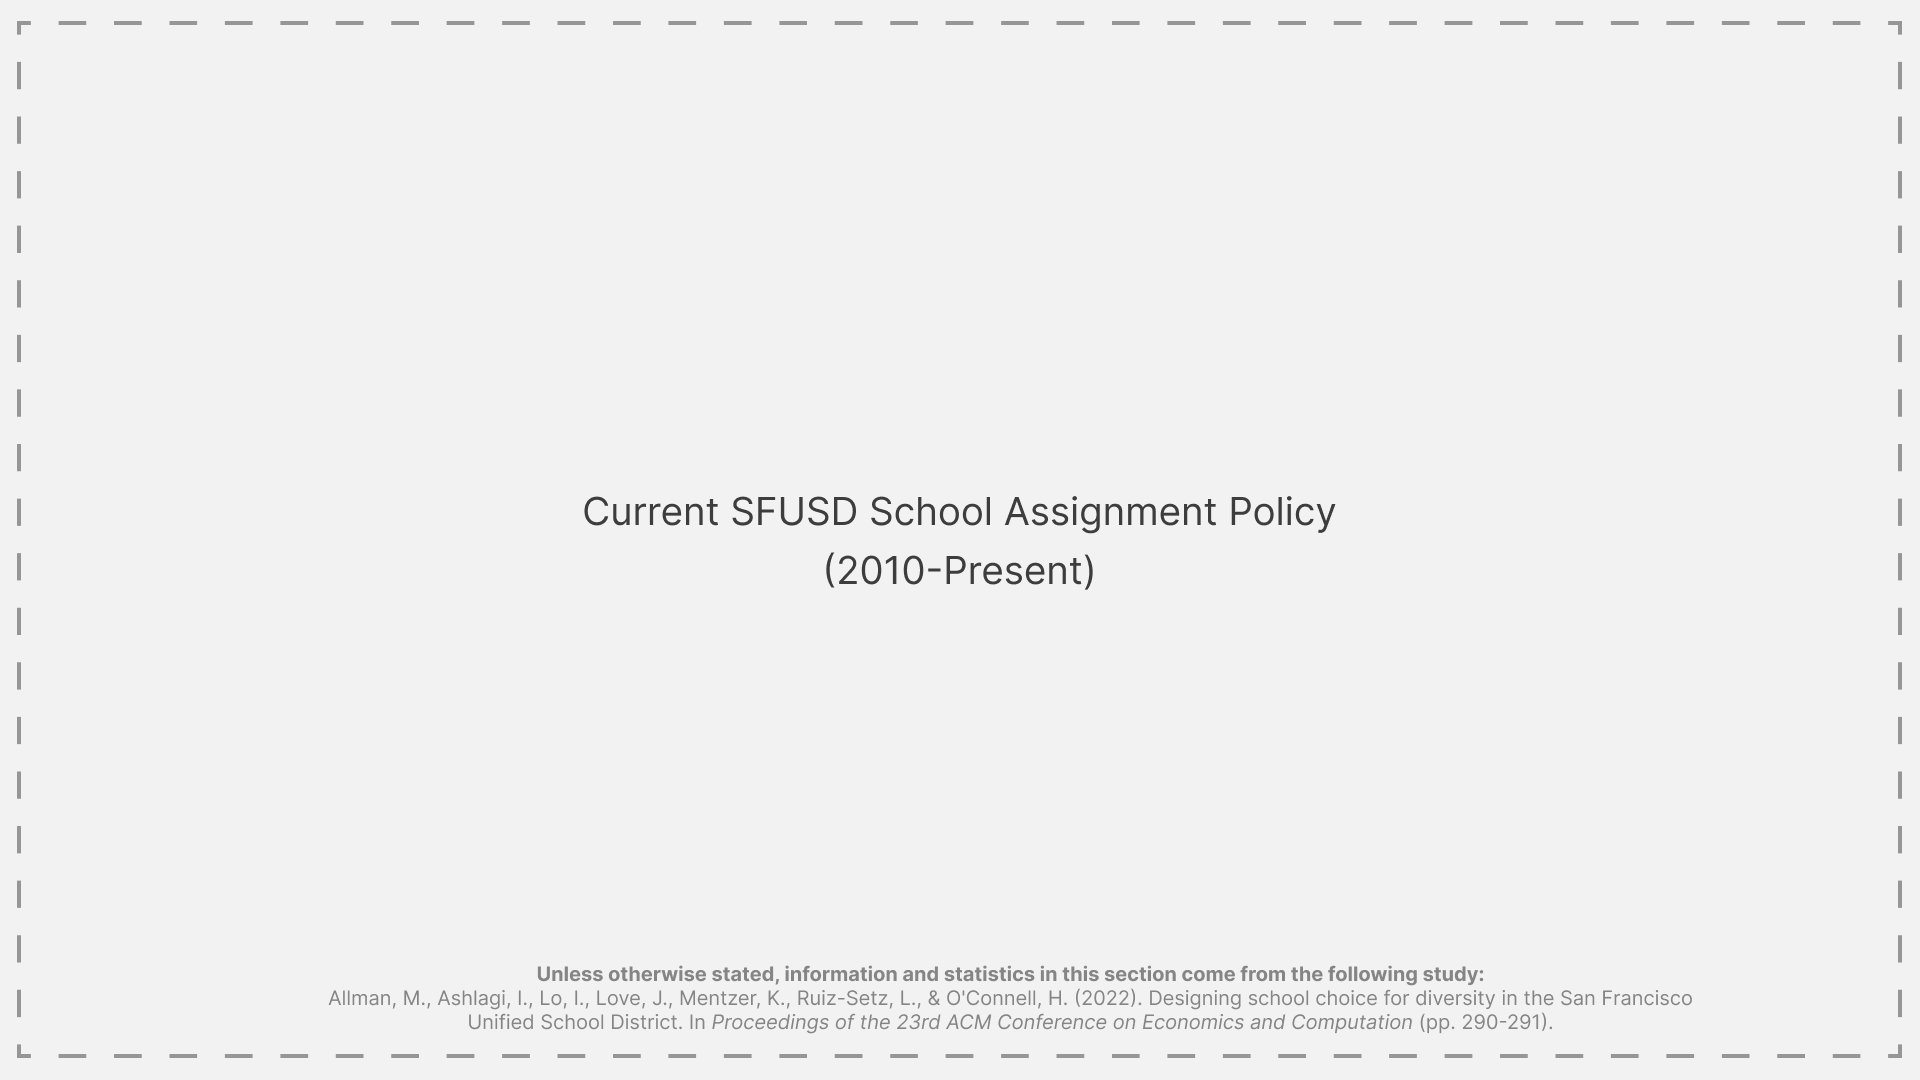 Current SFUSD School Assignment Policy
(2010-Present)
Unless otherwise stated, information and statistics in this section come from the following study:
Allman, M., Ashlagi, I., Lo, I., Love, J., Mentzer, K., Ruiz-Setz, L., & O'Connell, H. (2022). Designing school choice for diversity in the San Francisco
Unified School District. In Proceedings of the 23rd ACM Conference on Economics and Computation (pp. 290-291).